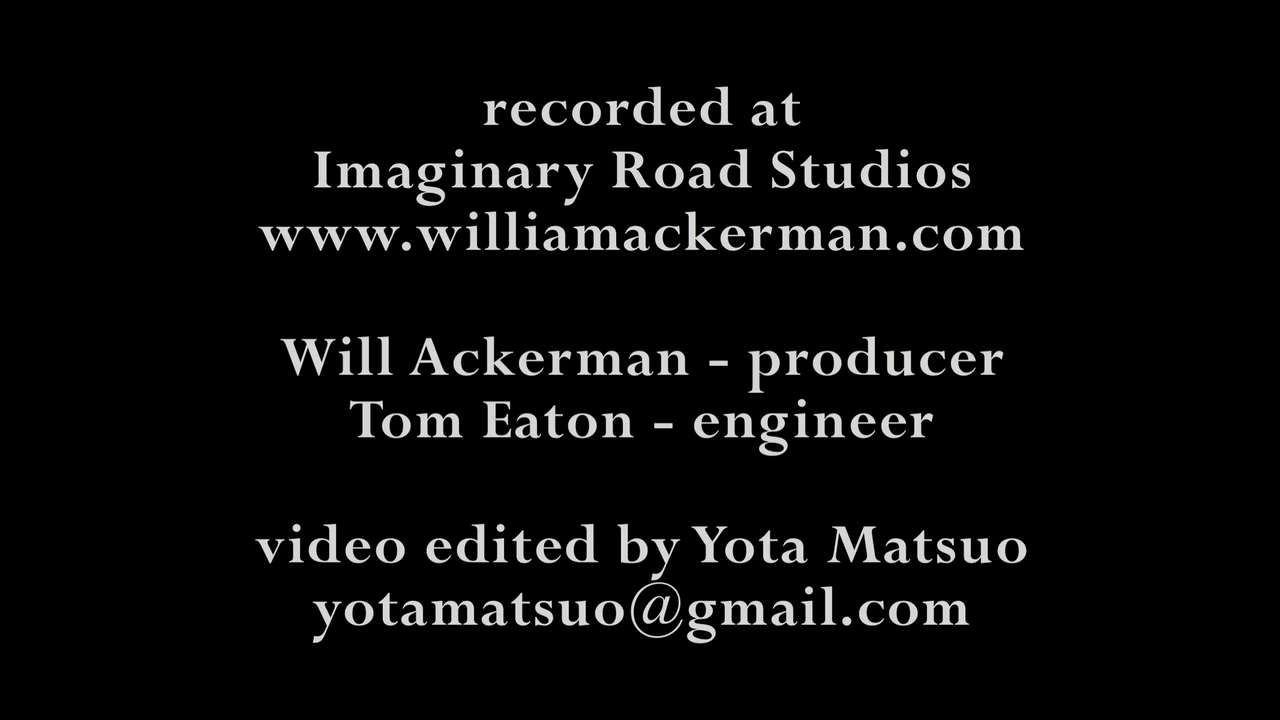 recorded at
Imaginary Road Studios
www.williamackerman.com
Will Ackerman - producer
Tom Eaton - engineer
video edited by Yota Matsuo
yotamatsuo@gmail.com